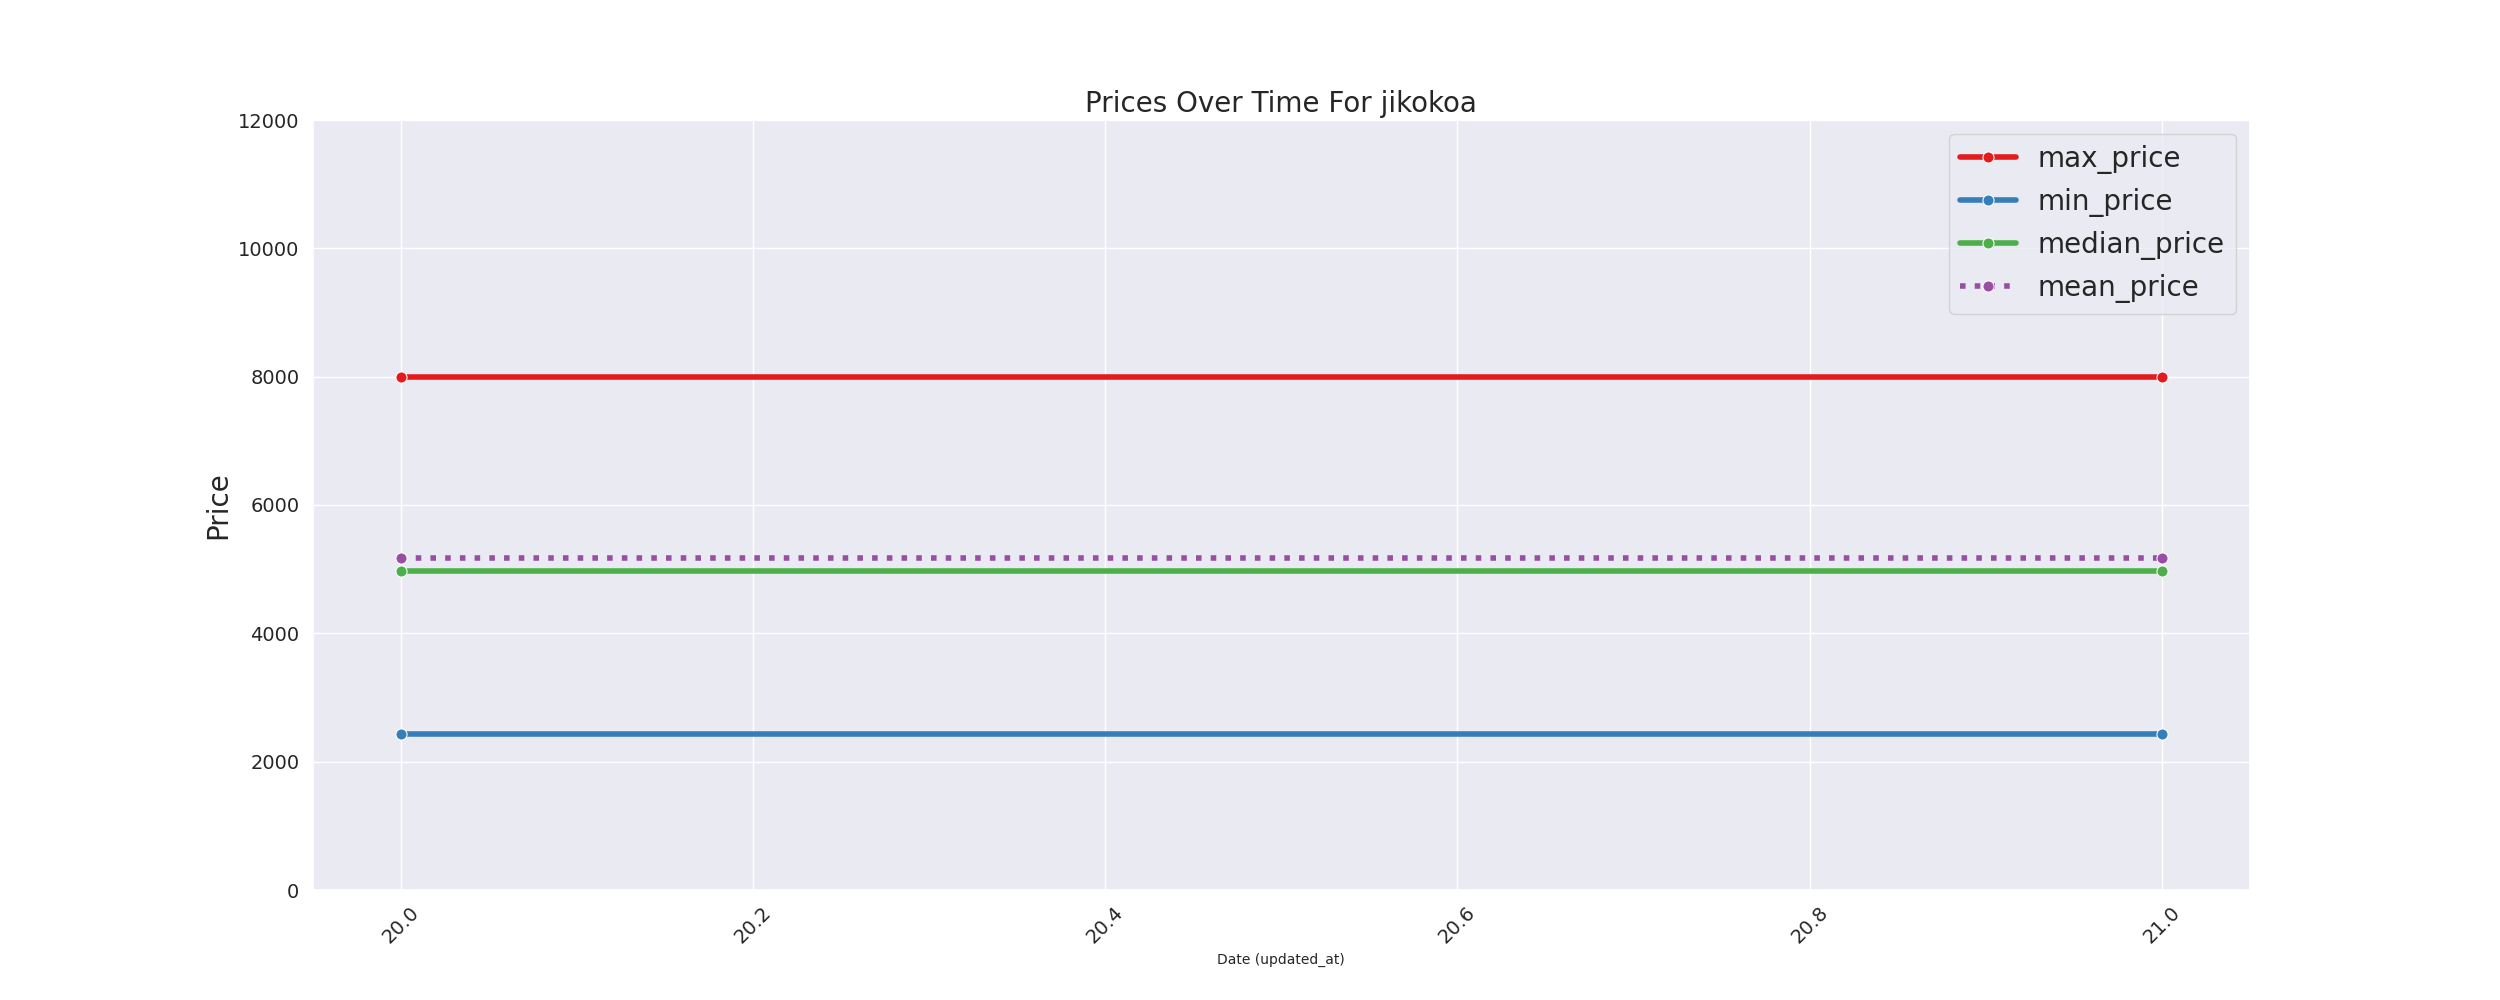 Prices Over Time For jikokoa
12000
10000
8000
6000
4000
2000
0
Price
max_price
min_price
median_price
mean_price
20.0
20.2
20.4
20.6
20.8
21.0
Date (updated_at)